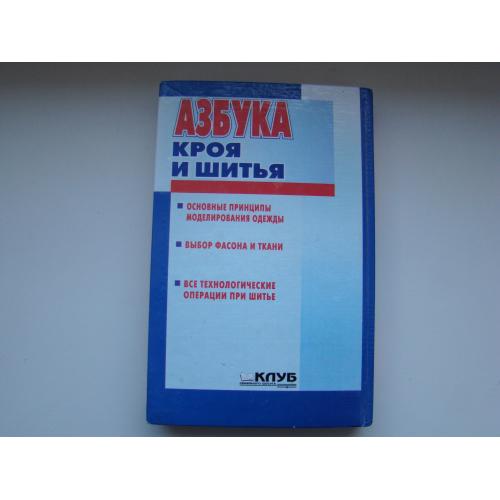 АЗБУКА
КРОЯ
И ШИТЬЯ
ОСНОВНЫЕ ПРИНЦИПЫ
МОДЕЛИРОВАНИЯ ОДЕЖДЫ
ВЫБОР ФАСОНА И ТКАНИ
ВСЕ ТЕХНОЛОГИЧЕСКИЕ
ОПЕРАЦИИ ПРИ ШИТЬЕ
КЛУБ